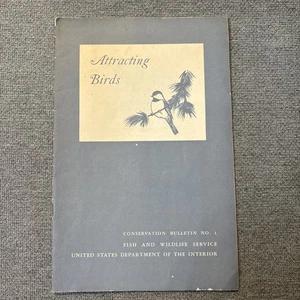 Attracting
Birds
CONSERVATION BULLETIN NO. 1
FISH AND WILDLIFE SERVICE
UNITED STATES DEPARTMENT OF THE INTERIOR